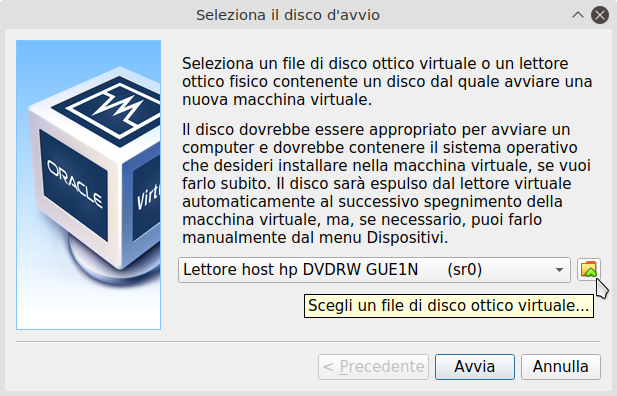 Seleziona il disco d'avvio
Seleziona un file di disco ottico virtuale o un lettore
ottico fisico contenente un disco dal quale avviare una
nuova macchina virtuale.
Il disco dovrebbe essere appropriato per avviare un
computer e dovrebbe contenere il sistema operativo
che desideri installare nella macchina virtuale, se vuoi
farlo subito. Il disco sarà espulso dal lettore virtuale
automaticamente al successivo spegnimento della
macchina virtuale, ma, se necessario, puoi farlo
manualmente dal menu Dispositivi.
ORACLE
Virtu
Lettore host hp DVDRW GUE1N (sr0)
Scegli un file di disco ottico virtuale...
< Precedente
Avvia
Annulla